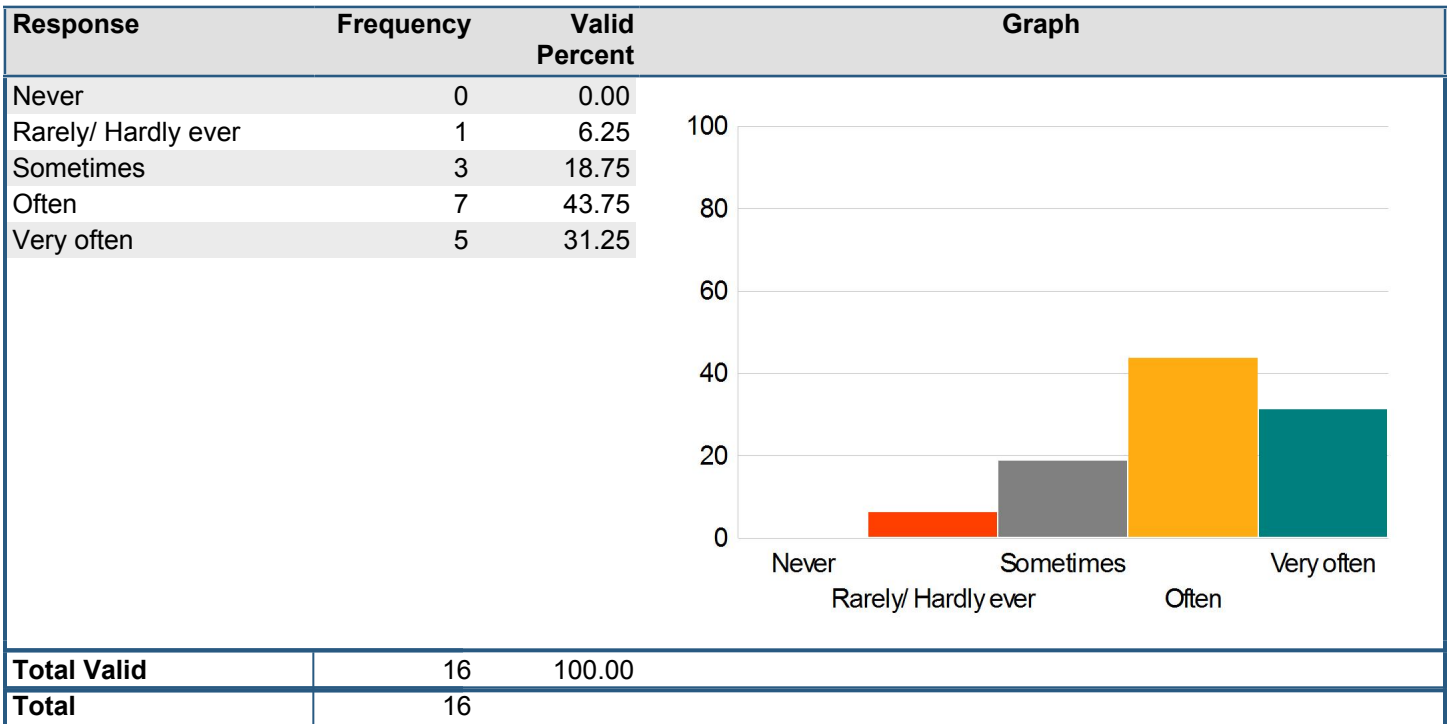 Response Frequency Valid Percent Graph
Never 0 0.00
Rarely/ Hardly ever 1 6.25
Sometimes 3 18.75
Often 7 43.75
Very often 5 31.25
100
80
60
40
20
0
Never Sometimes Very often
Rarely/ Hardly ever Often
Total Valid 16 100.00
Total 16